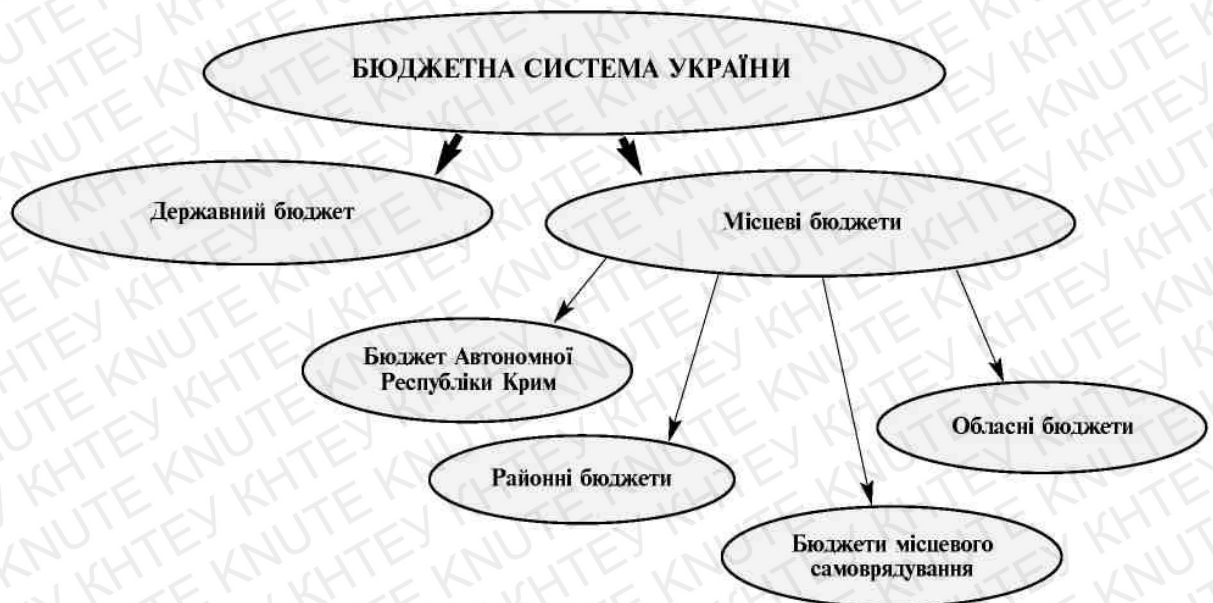 БЮДЖЕТНА СИСТЕМА УКРАЇНИ
Державний бюджет
Місцеві бюджети
Бюджет Автономної
Республіки Крим
Обласні бюджети
Районні бюджети
Бюджети місцевого
самоврядування